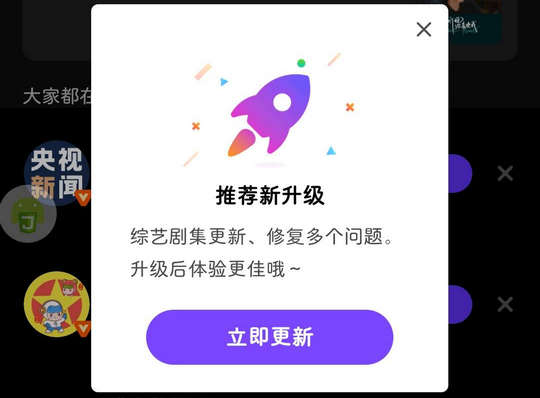 大家都在
央视
新闻
推荐新升级
综艺剧集更新、修复多个问题。
升级后体验更佳哦~
立即更新